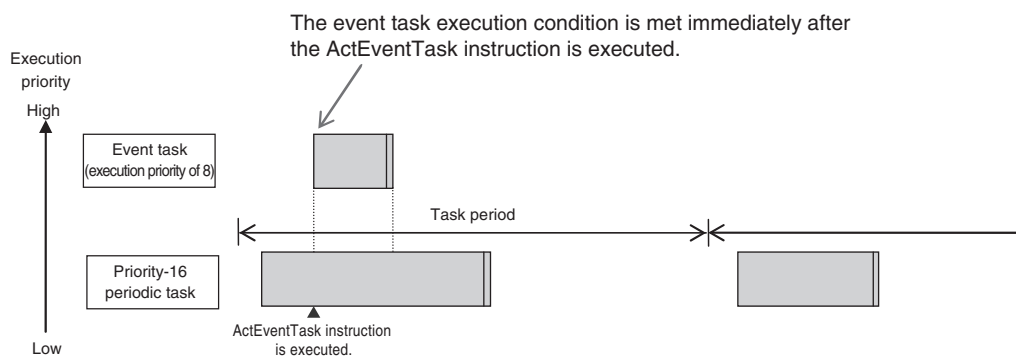 The event task execution condition is met immediately after
the ActEventTask instruction is executed.
Execution
priority
High
Event task
(execution priority of 8)
Task period
Priority-16
periodic task
ActEventTask instruction
is executed.
Low